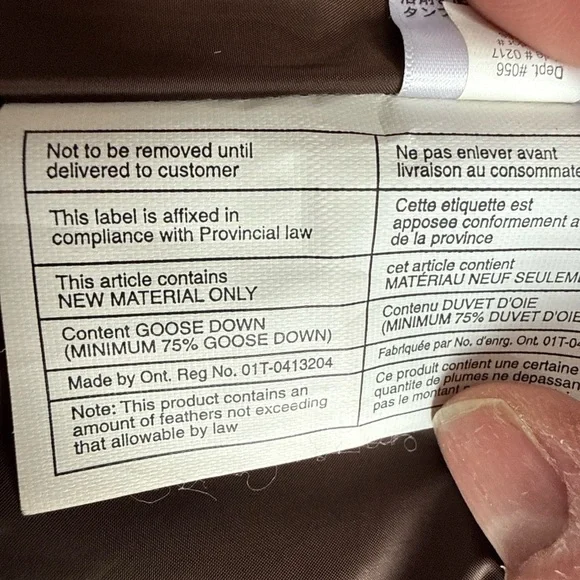 タン
Dept. #056
# 0217
Not to be removed until
delivered to customer
This label is affixed in
compliance with Provincial law
This article contains
NEW MATERIAL ONLY
Content GOOSE DOWN
(MINIMUM 75% GOOSE DOWN)
Made by Ont. Reg No. 01T-0413204
Note: This product contains an
amount of feathers not exceeding
that allowable by law
Ne pas enlever avant
livraison au consommate
Cette etiquette est
apposee conformement a
de la province
cet article contient
MATÉRIAU NEUF SEULEM
Contenu DUVET D'OIE
(MINIMUM 75% DUVET D'OIE
Fabriquée par No. d'enrg. Ont. 01T-04
Ce produit contient une certaine
quantite de plumes ne depassan
pas le montant